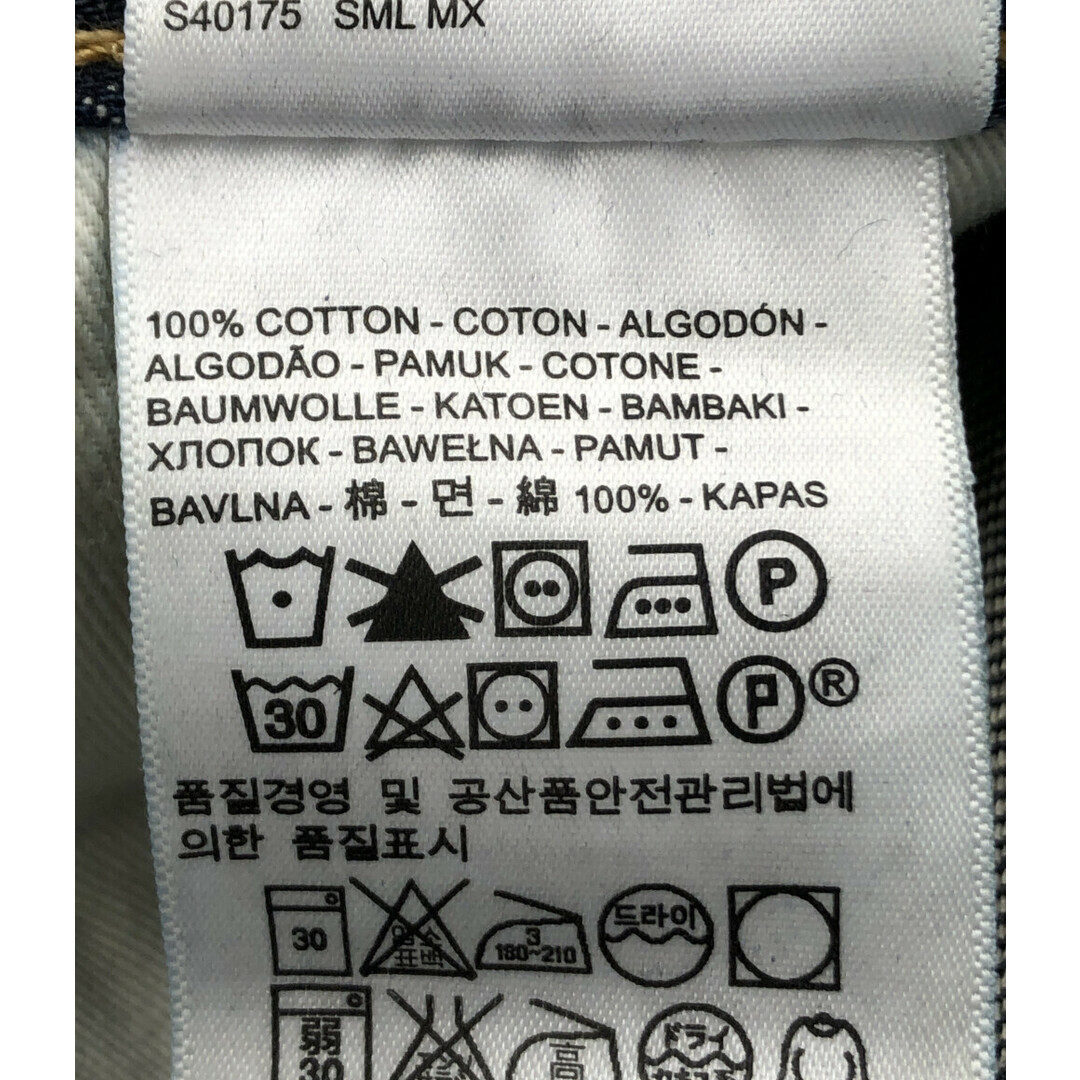 S40175 SML MX
100% COTTON - COTON - ALGODÓN -
ALGODÃO - PAMUK - COTONE -
BAUMWOLLE - KATOEN - BAMBAKI -
ХЛОПОК - BAWEŁNA - PAMUT -
BAVLNA - 棉 - 면 - 綿 100% - KAPAS
P
30 P ®
품질경영 및 공산품안전관리법에
의한 품질표시
30 3 180~210 드라이
弱 高 ドライ
30